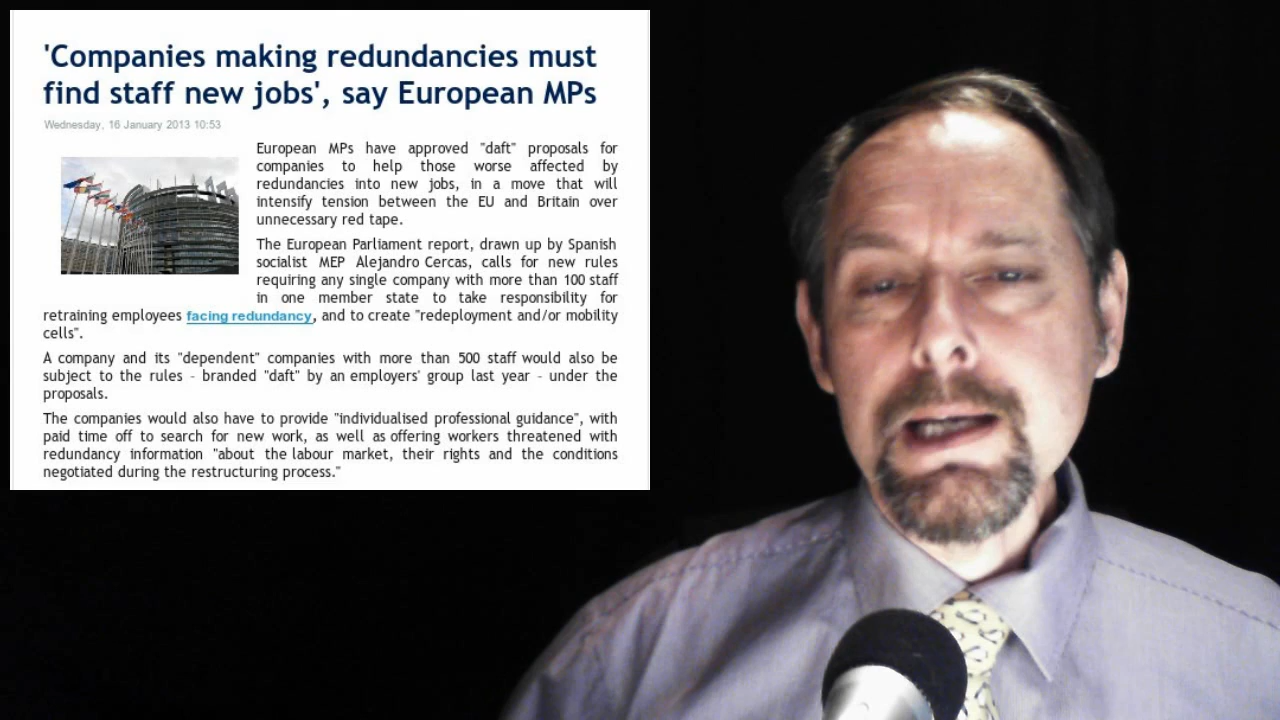 'Companies making redundancies must
find staff new jobs', say European MPs
Wednesday, 16 January 2013 10:53
European MPs have approved "daft" proposals for
companies to help those worse affected by
redundancies into new jobs, in a move that will
intensify tension between the EU and Britain over
unnecessary red tape.
The European Parliament report, drawn up by Spanish
socialist MEP Alejandro Cercas, calls for new rules
requiring any single company with more than 100 staff
in one member state to take responsibility for
retraining employees facing redundancy, and to create "redeployment and/or mobility
cells".
A company and its "dependent" companies with more than 500 staff would also be
subject to the rules - branded "daft" by an employers' group last year - under the
proposals.
The companies would also have to provide "individualised professional guidance", with
paid time off to search for new work, as well as offering workers threatened with
redundancy information "about the labour market, their rights and the conditions
negotiated during the restructuring process."